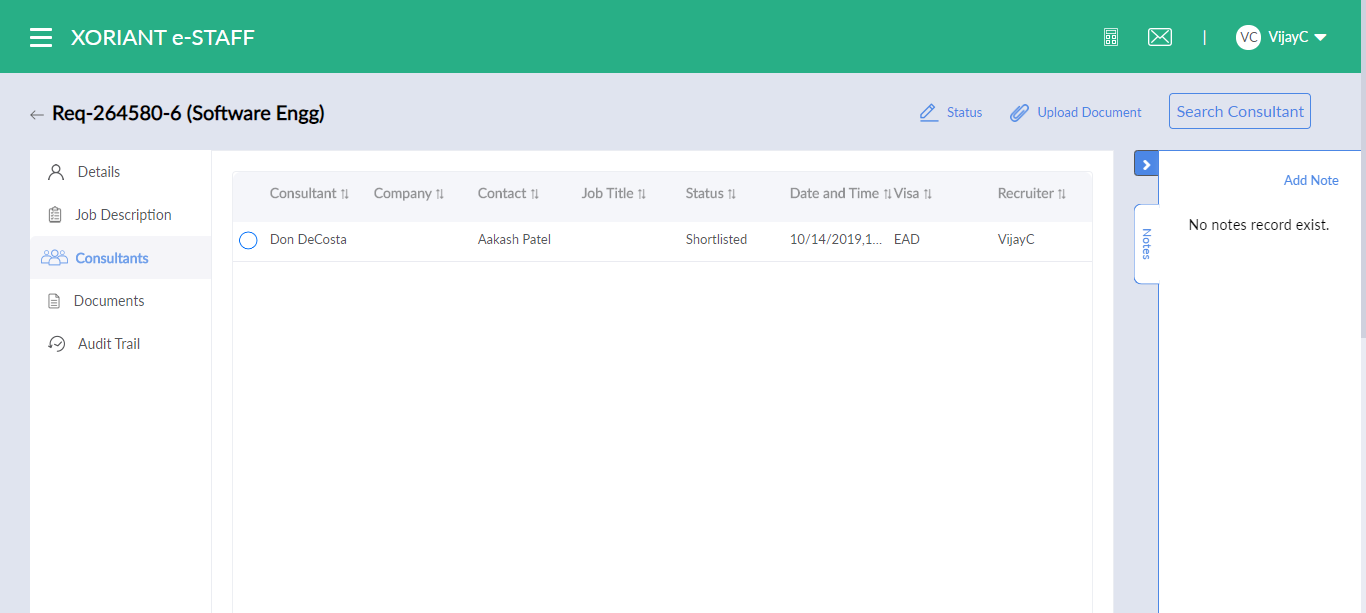 XORIANT e-STAFF
VC VijayC
Req-264580-6 (Software Engg)
Status
Upload Document
Search Consultant
Details
Job Description
Consultants
Documents
Audit Trail
Consultant Company Contact Job Title Status Date and Time Visa Recruiter
Don DeCosta Aakash Patel Shortlisted 10/14/2019,1... EAD VijayC
Notes
Add Note
No notes record exist.